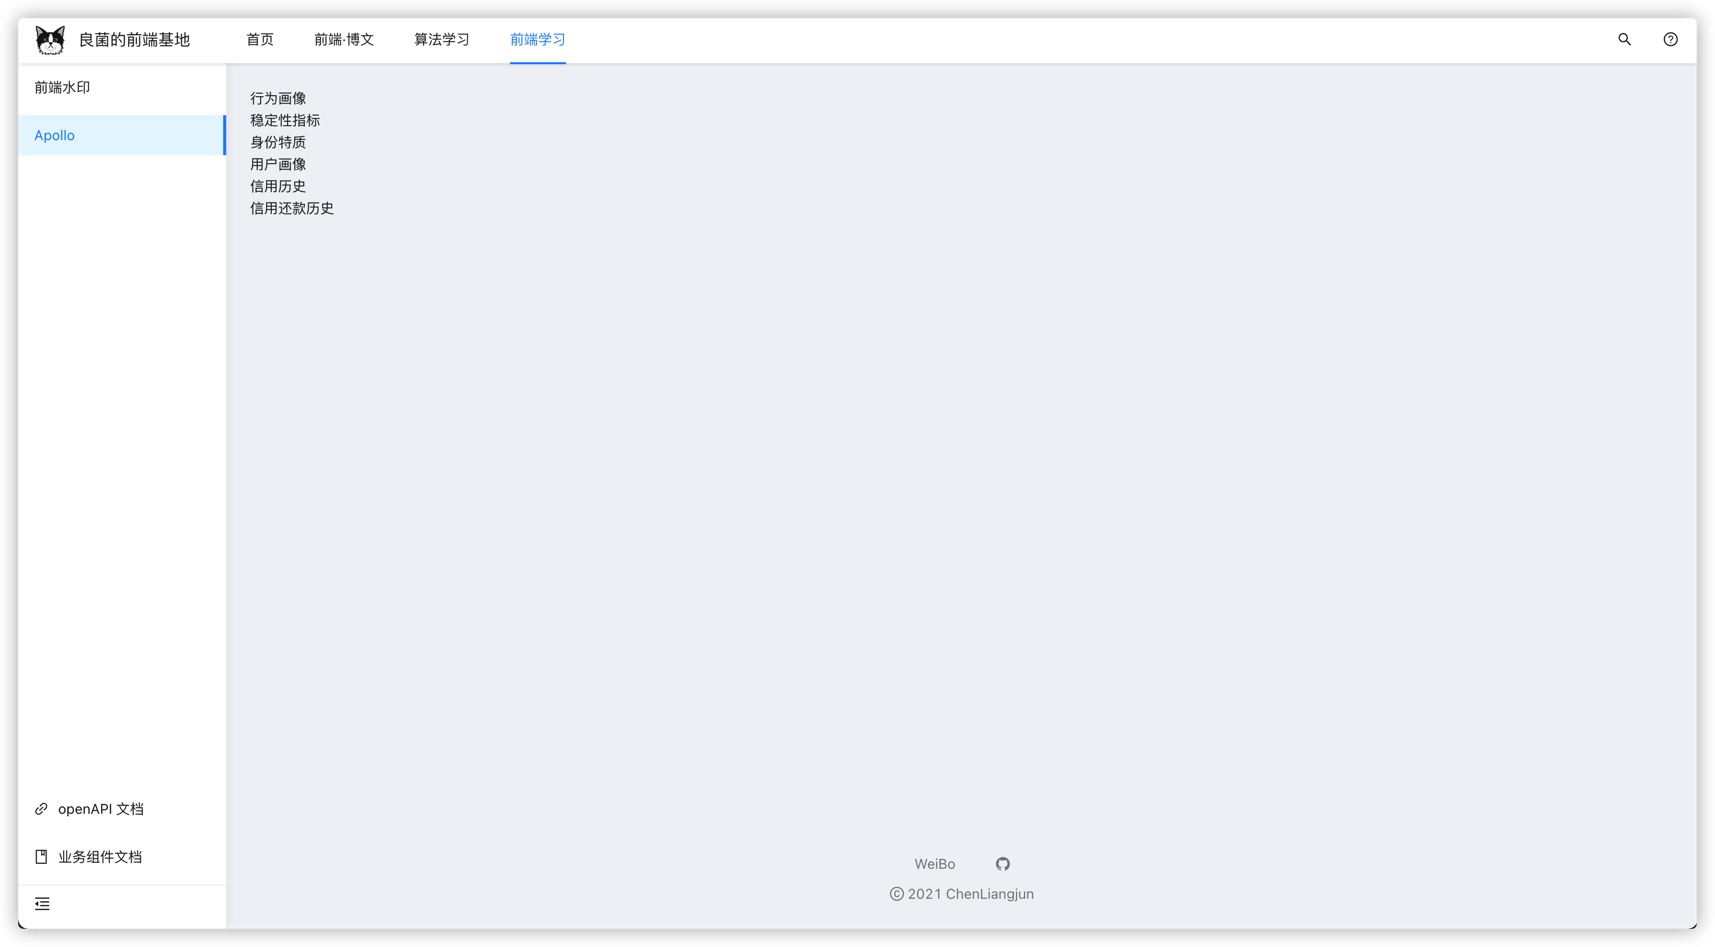 良菌的前端基地
首页
前端·博文
算法学习
前端学习
前端水印
Apollo
行为画像
稳定性指标
身份特质
用户画像
信用历史
信用还款历史
openAPI 文档
业务组件文档
WeiBo
© 2021 ChenLiangjun